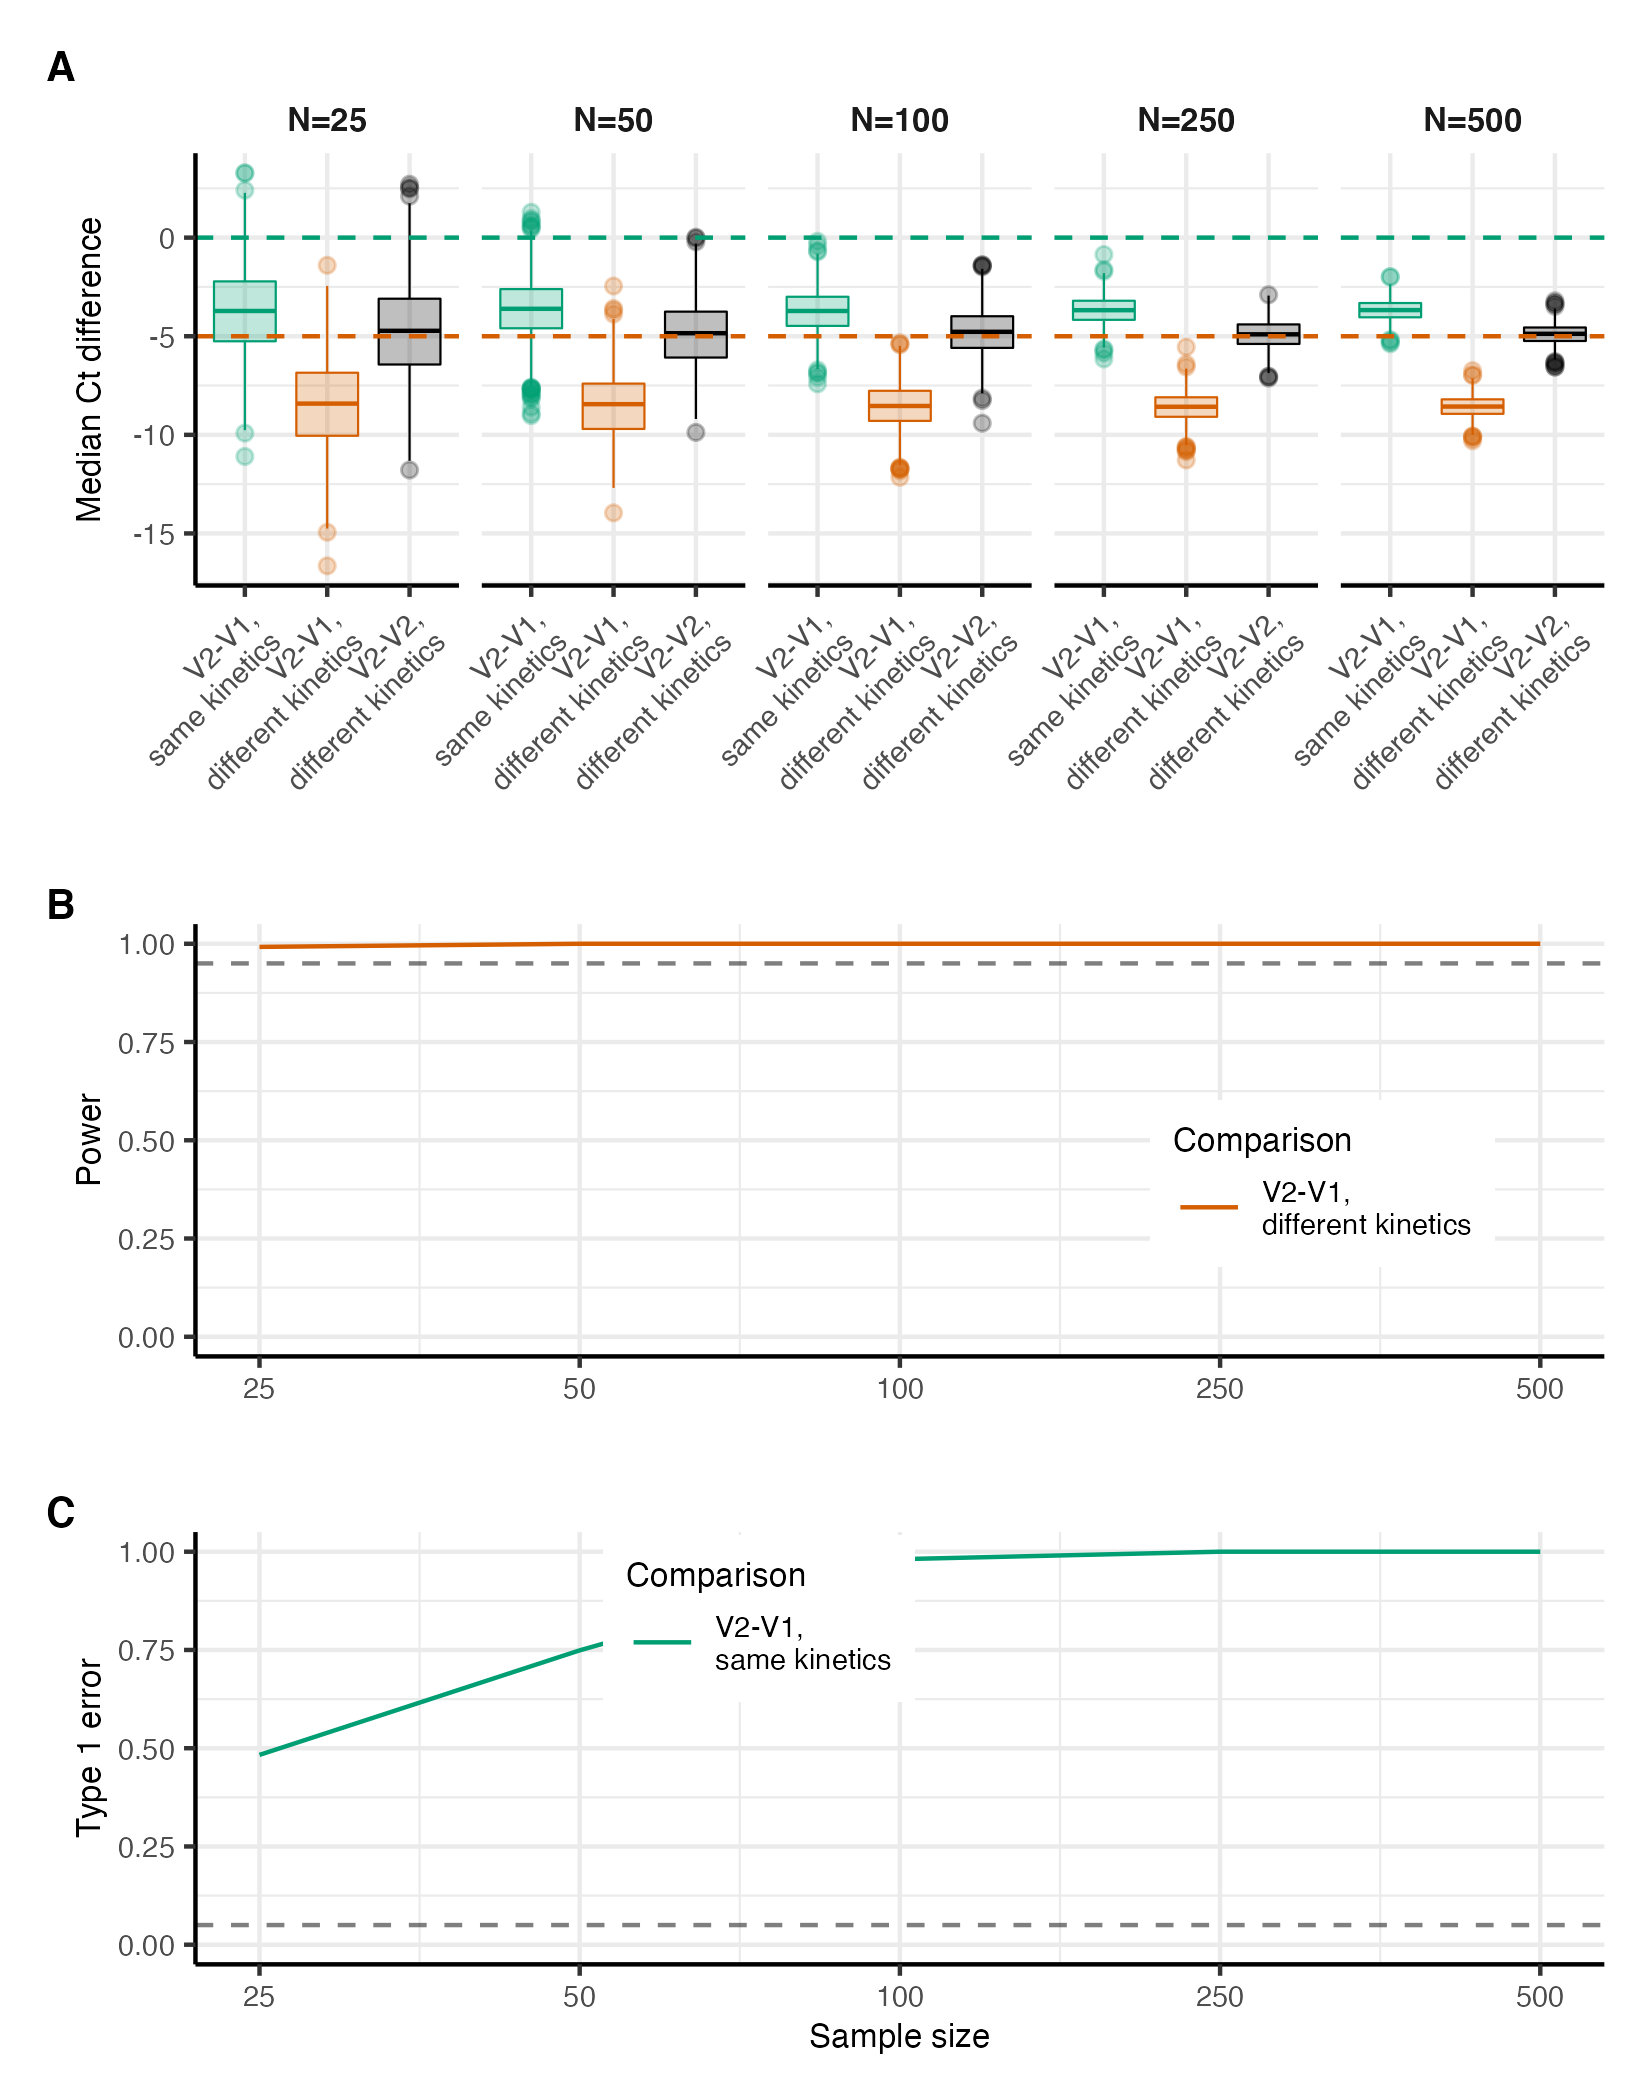 A
N=25 N=50 N=100 N=250 N=500
Median Ct difference
0
-5
-10
-15
V2-V1,
same kinetics
V2-V1,
different kinetics
V2-V2,
different kinetics
V2-V1,
same kinetics
V2-V1,
different kinetics
V2-V2,
different kinetics
V2-V1,
same kinetics
V2-V1,
different kinetics
V2-V2,
different kinetics
V2-V1,
same kinetics
V2-V1,
different kinetics
V2-V2,
different kinetics
V2-V1,
same kinetics
V2-V1,
different kinetics
V2-V2,
different kinetics
B
Power
1.00
0.75
0.50
0.25
0.00
Comparison
V2-V1,
different kinetics
25 50 100 250 500
C
Type 1 error
1.00
0.75
0.50
0.25
0.00
Comparison
V2-V1,
same kinetics
25 50 100 250 500
Sample size